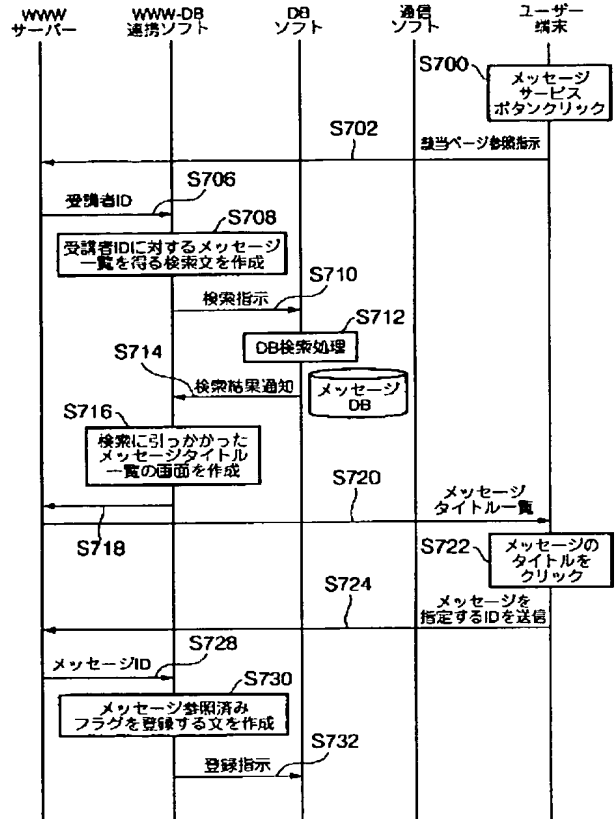 WWW
サーバー
WWW-DB
連携ソフト
DB
ソフト
通信
ソフト
ユーザー
端末
S700
メッセージ
サービス
ボタンクリック
S702
該当ページ参照指示
S706
受講者ID
S708
受講者IDに対するメッセージ
一覧を得る検索文を作成
S710
検索指示
S712
DB検索処理
S714
検索結果通知
メッセージ
DB
S716
検索に引っかかった
メッセージタイトル
一覧の画面を作成
S720
メッセージ
タイトル一覧
S718
S722
メッセージの
タイトルを
クリック
S724
メッセージを
指定するIDを送信
S728
メッセージID
S730
メッセージ参照済み
フラグを登録する文を作成
S732
登録指示